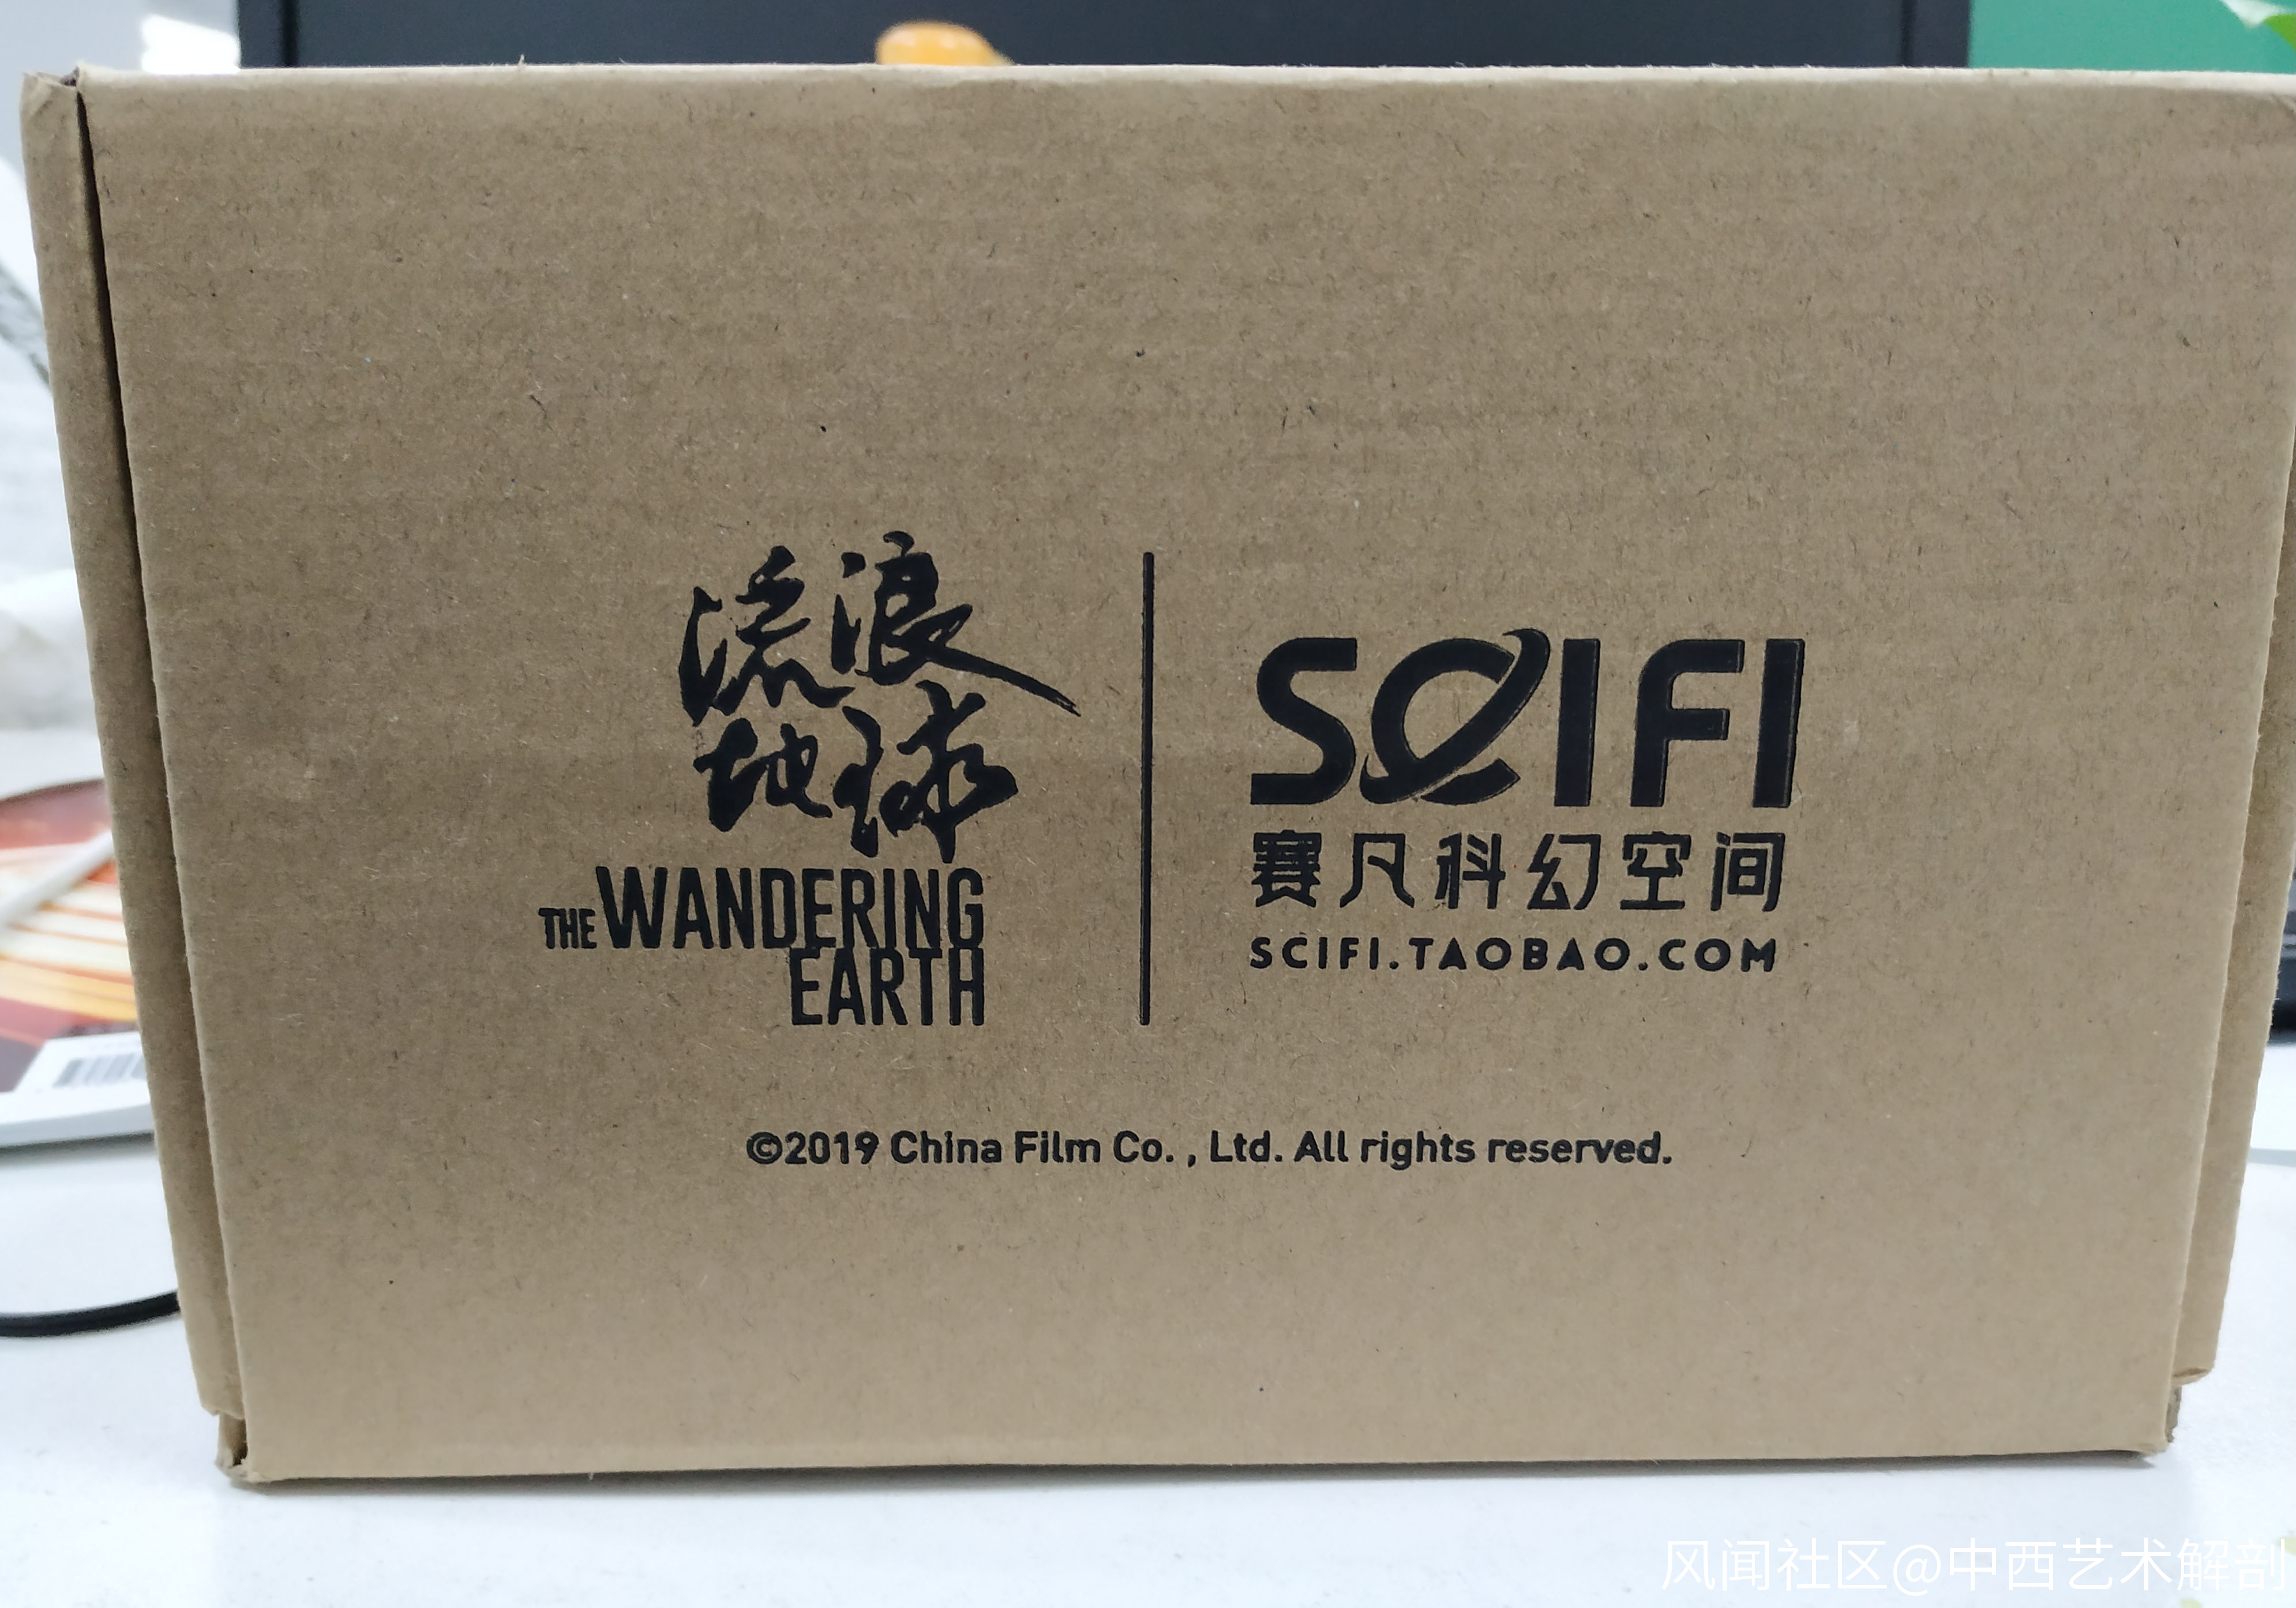 流浪
地球
THE WANDERING
EARTH
SCIFI
赛凡科幻空间
SCIFI.TAOBAO.COM
©2019 China Film Co. , Ltd. All rights reserved.
风闻社区@中西艺术解剖